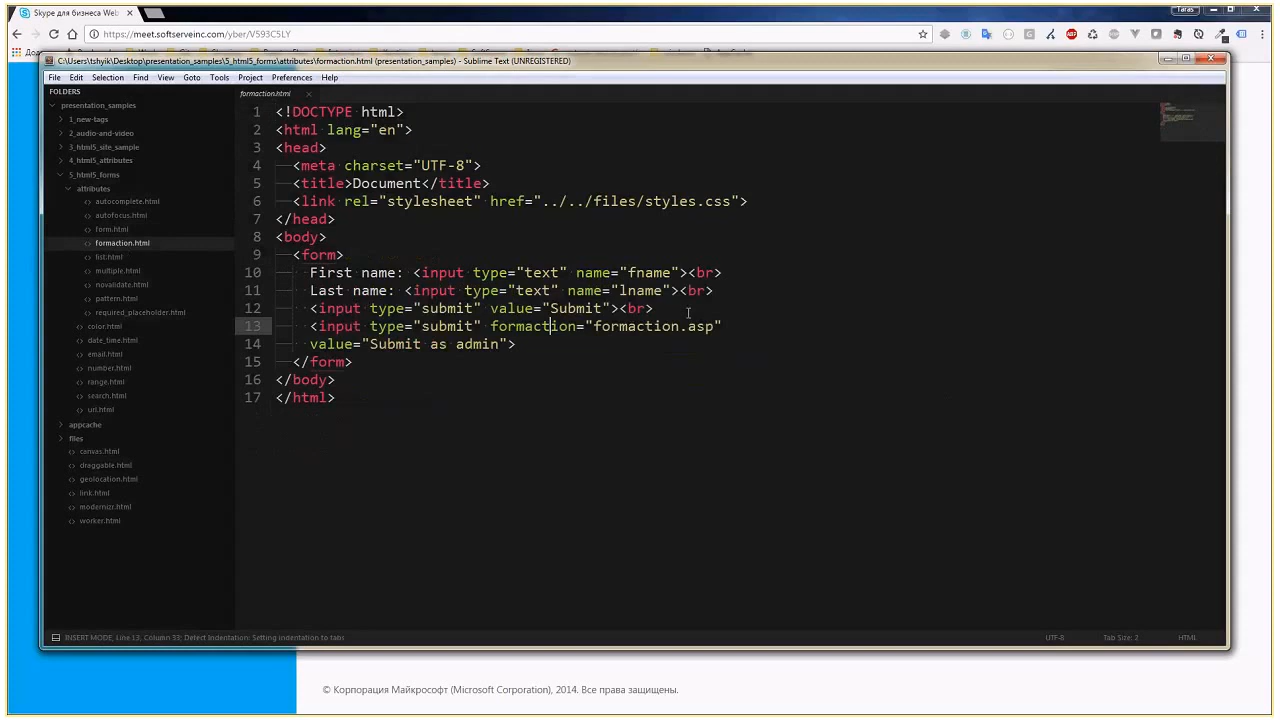 Skype для бизнеса Web
Taras
https://meet.softserveinc.com/yber/V593C5LY
C:\Users\tshyik\Desktop\presentation_samples\5_html5_forms\attributes\formaction.html (presentation_samples) - Sublime Text (UNREGISTERED)
File Edit Selection Find View Goto Tools Project Preferences Help
FOLDERS
presentation_samples
1_new-tags
2_audio-and-video
3_html5_site_sample
4_html5_attributes
5_html5_forms
attributes
autocomplete.html
autofocus.html
form.html
formaction.html
list.html
multiple.html
novalidate.html
pattern.html
required_placeholder.html
color.html
date_time.html
email.html
number.html
range.html
search.html
url.html
appcache
files
canvas.html
draggable.html
geolocation.html
link.html
modernizr.html
worker.html
formaction.html
1 <!DOCTYPE html>
2 <html lang="en">
3 <head>
4 <meta charset="UTF-8">
5 <title>Document</title>
6 <link rel="stylesheet" href="../../files/styles.css">
7 </head>
8 <body>
9 <form>
10 First name: <input type="text" name="fname"><br>
11 Last name: <input type="text" name="lname"><br>
12 <input type="submit" value="Submit"><br>
13 <input type="submit" formaction="formaction.asp"
14 value="Submit as admin">
15 </form>
16 </body>
17 </html>
INSERT MODE, Line 13, Column 33; Detect Indentation: Setting indentation to tabs
UTF-8 Tab Size: 2 HTML
© Корпорация Майкрософт (Microsoft Corporation), 2014. Все права защищены.